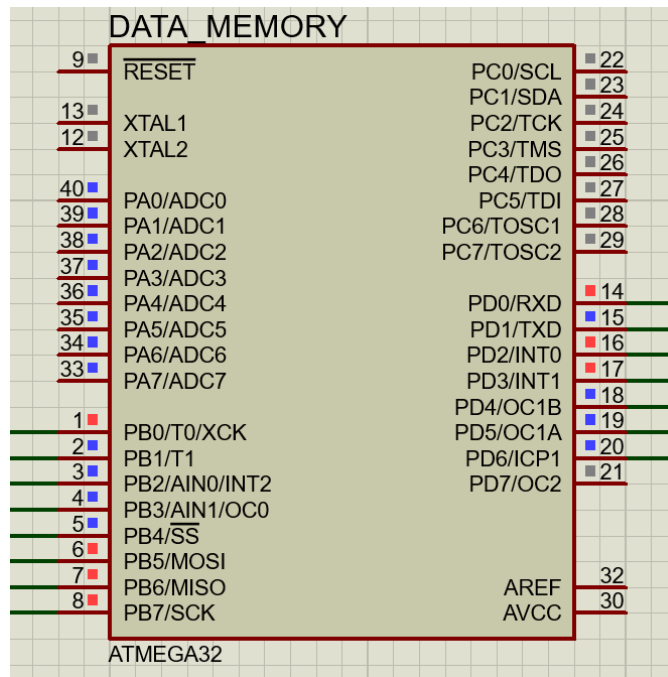 DATA_MEMORY
9 RESET
13 XTAL1
12 XTAL2
40 PA0/ADC0
39 PA1/ADC1
38 PA2/ADC2
37 PA3/ADC3
36 PA4/ADC4
35 PA5/ADC5
34 PA6/ADC6
33 PA7/ADC7
1 PB0/T0/XCK
2 PB1/T1
3 PB2/AIN0/INT2
4 PB3/AIN1/OC0
5 PB4/SS
6 PB5/MOSI
7 PB6/MISO
8 PB7/SCK
PC0/SCL 22
PC1/SDA 23
PC2/TCK 24
PC3/TMS 25
PC4/TDO 26
PC5/TDI 27
PC6/TOSC1 28
PC7/TOSC2 29
PD0/RXD 14
PD1/TXD 15
PD2/INT0 16
PD3/INT1 17
PD4/OC1B 18
PD5/OC1A 19
PD6/ICP1 20
PD7/OC2 21
AREF 32
AVCC 30
ATMEGA32